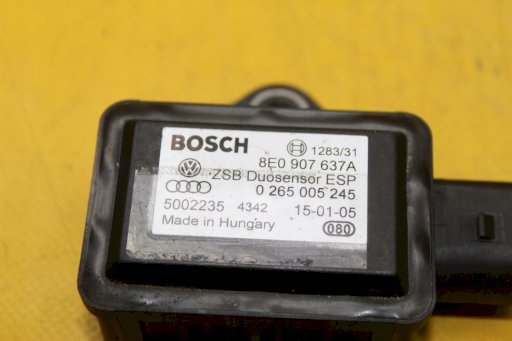 BOSCH 1283/31
8E0 907 637A
ZSB Duosensor ESP
0 265 005 245
5002235 4342 15-01-05
Made in Hungary 080